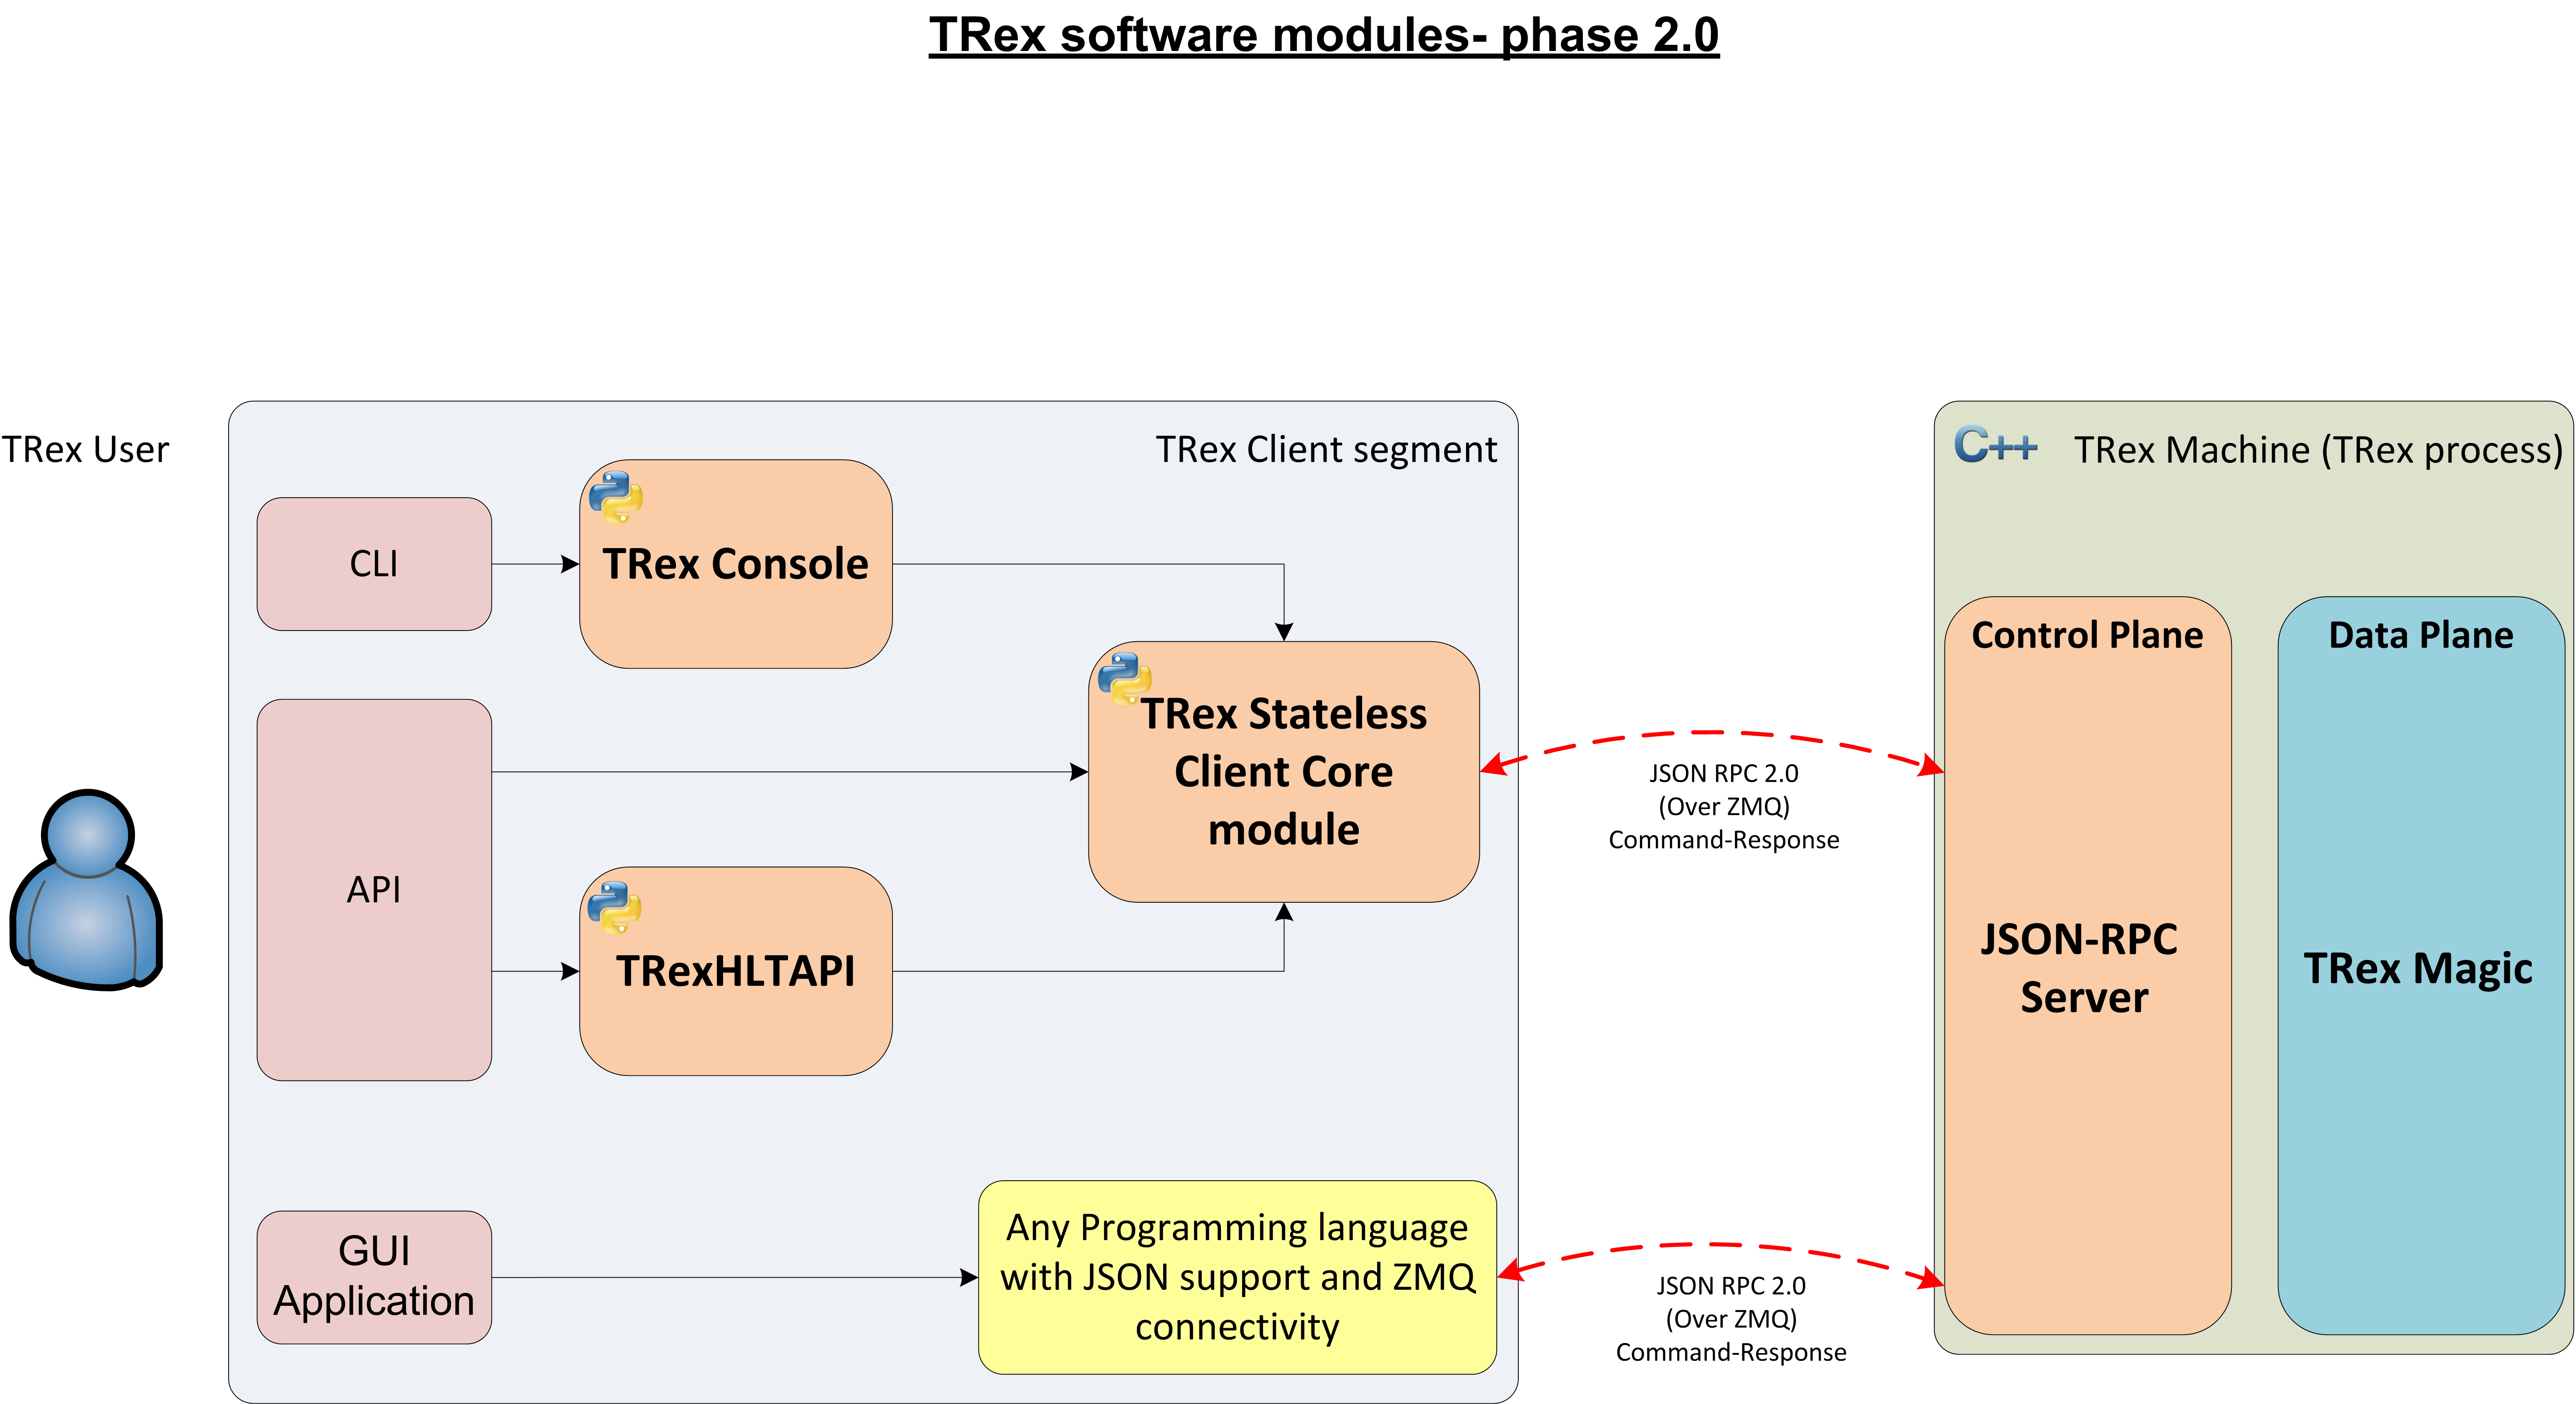 TRex software modules- phase 2.0
TRex User
TRex Client segment
CLI
TRex Console
API
TRex Stateless
Client Core
module
TRexHLTAPI
GUI
Application
Any Programming language
with JSON support and ZMQ
connectivity
JSON RPC 2.0
(Over ZMQ)
Command-Response
JSON RPC 2.0
(Over ZMQ)
Command-Response
C++
TRex Machine (TRex process)
Control Plane
JSON-RPC
Server
Data Plane
TRex Magic